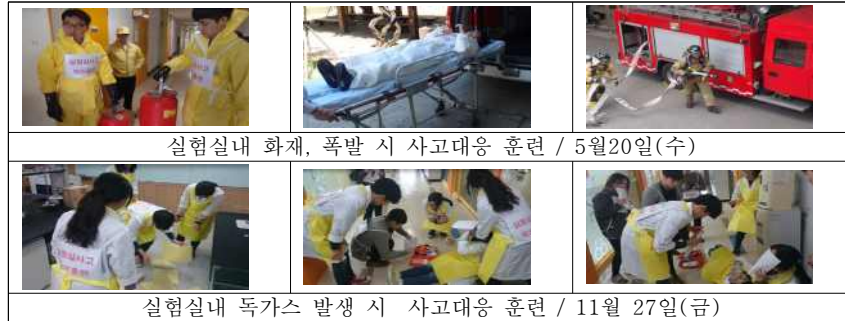 실험실내 화재, 폭발 시 사고대응 훈련 / 5월20일(수)
실험실내 독가스 발생 시 사고대응 훈련 / 11월 27일(금)